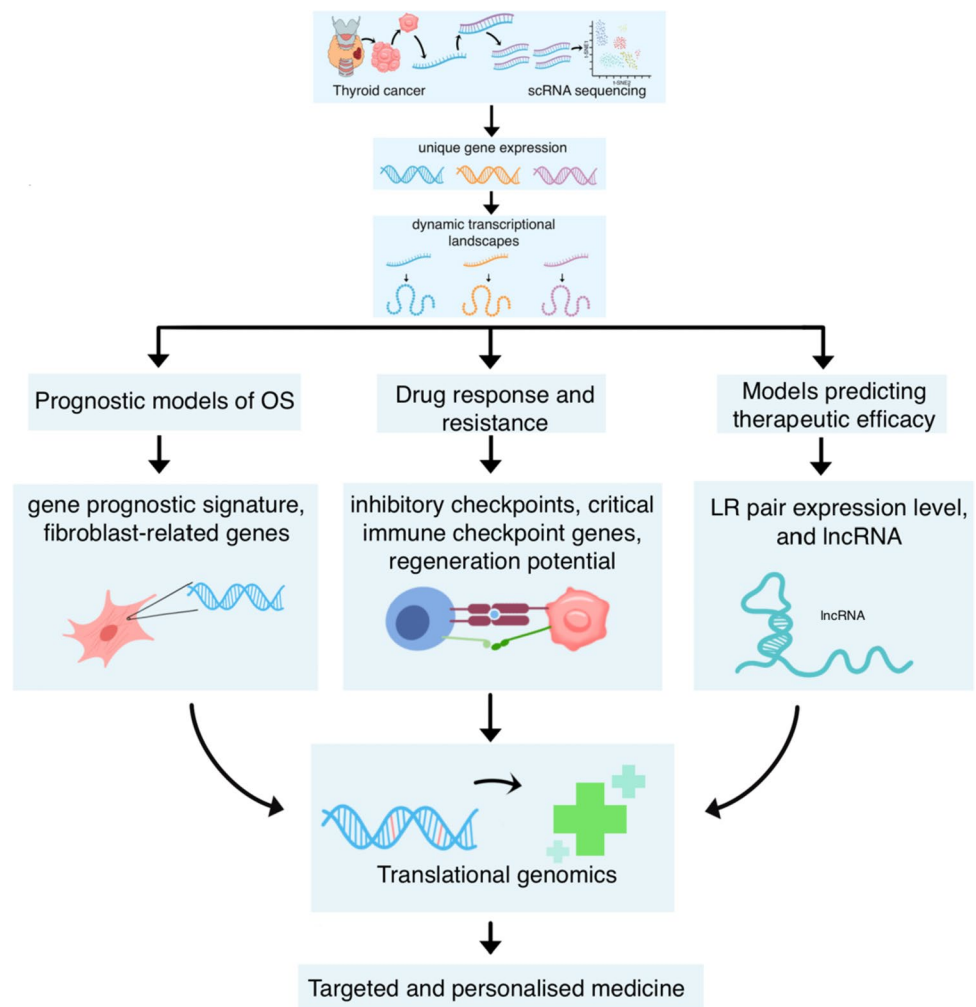 Thyroid cancer
scRNA sequencing
t-SNE1
t-SNE2
unique gene expression
dynamic transcriptional
landscapes
Prognostic models of OS
Drug response and
resistance
Models predicting
therapeutic efficacy
gene prognostic signature,
fibroblast-related genes
inhibitory checkpoints, critical
immune checkpoint genes,
regeneration potential
LR pair expression level,
and lncRNA
lncRNA
Translational genomics
Targeted and personalised medicine